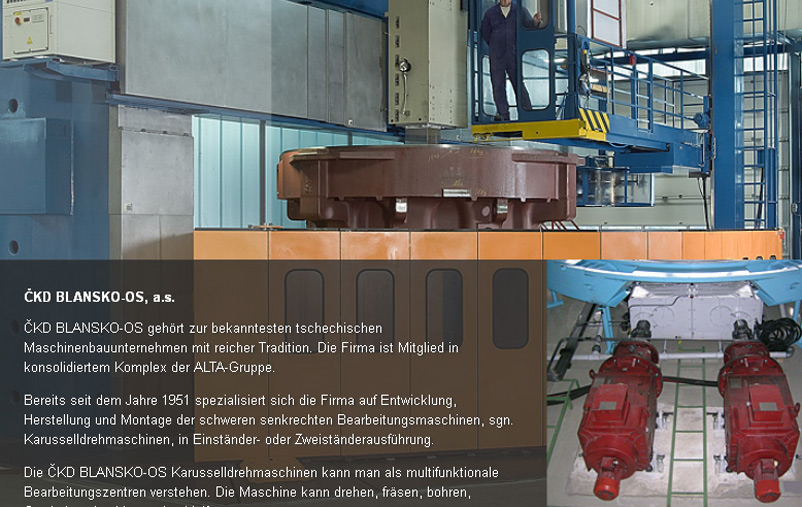 ČKD BLANSKO-OS, a.s.
ČKD BLANSKO-OS gehört zur bekanntesten tschechischen
Maschinenbauunternehmen mit reicher Tradition. Die Firma ist Mitglied in
konsolidiertem Komplex der ALTA-Gruppe.
Bereits seit dem Jahre 1951 spezialisiert sich die Firma auf Entwicklung,
Herstellung und Montage der schweren senkrechten Bearbeitungsmaschinen, sgn.
Karusselldrehmaschinen, in Einständer- oder Zweiständerausführung.
Die ČKD BLANSKO-OS Karusselldrehmaschinen kann man als multifunktionale
Bearbeitungszentren verstehen. Die Maschine kann drehen, fräsen, bohren,